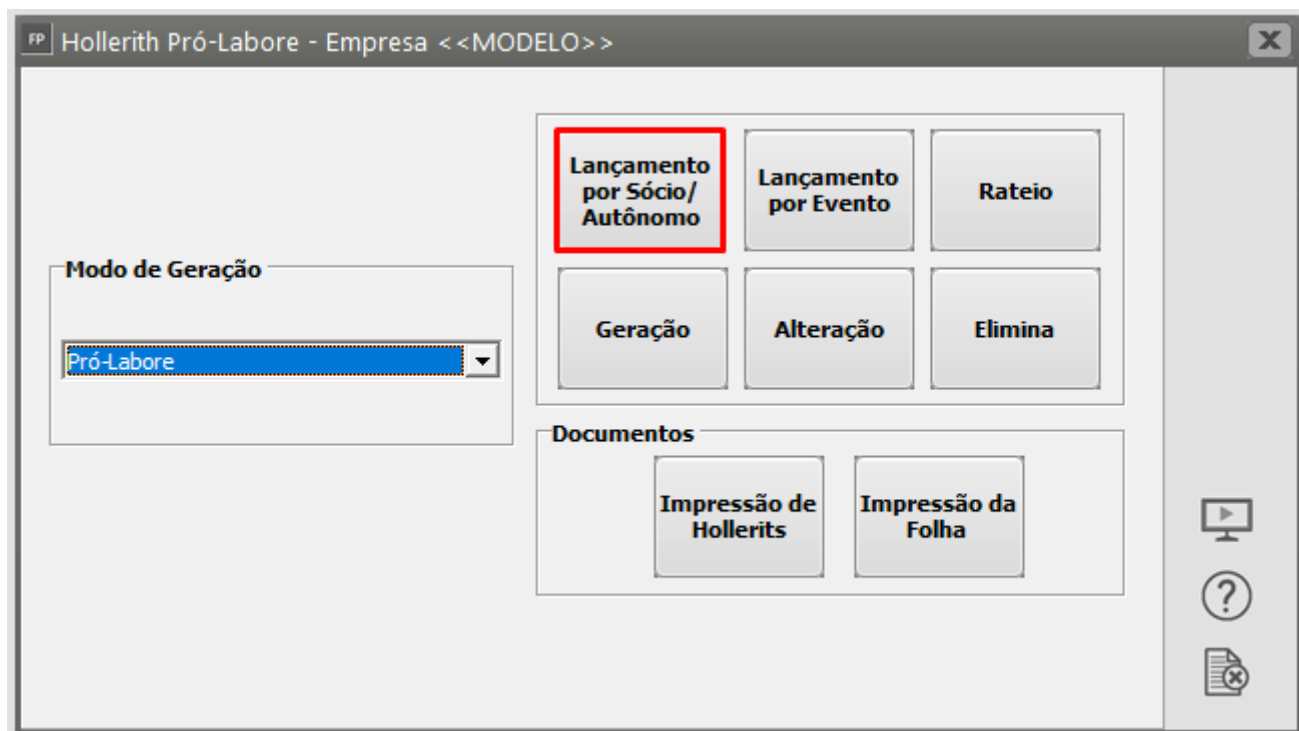 FP Hollerith Pró-Labore - Empresa <<MODELO>>
Modo de Geração
Pró-Labore
Lançamento
por Sócio/
Autônomo
Lançamento
por Evento
Rateio
Geração
Alteração
Elimina
Documentos
Impressão de
Hollerits
Impressão da
Folha